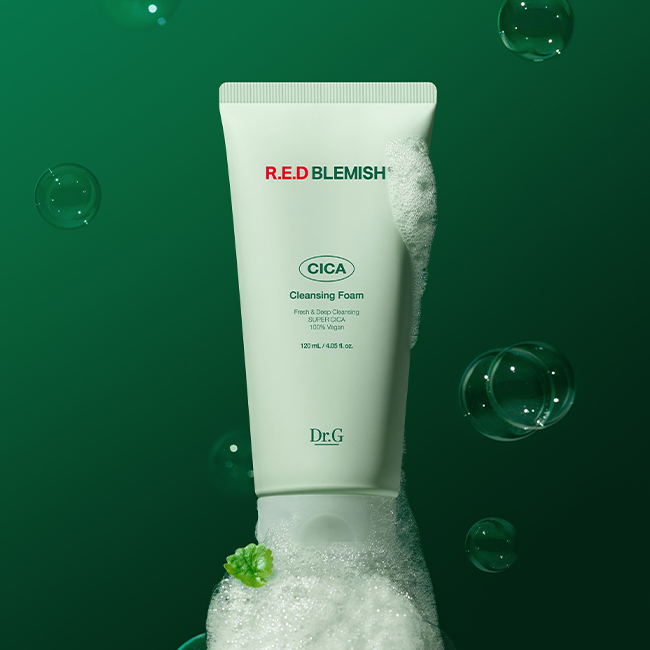 R.E.D BLEMISH®
CICA
Cleansing Foam
Fresh & Deep Cleansing
SUPER CICA
100% Vegan
120 mL / 4.05 fl. oz.
Dr.G